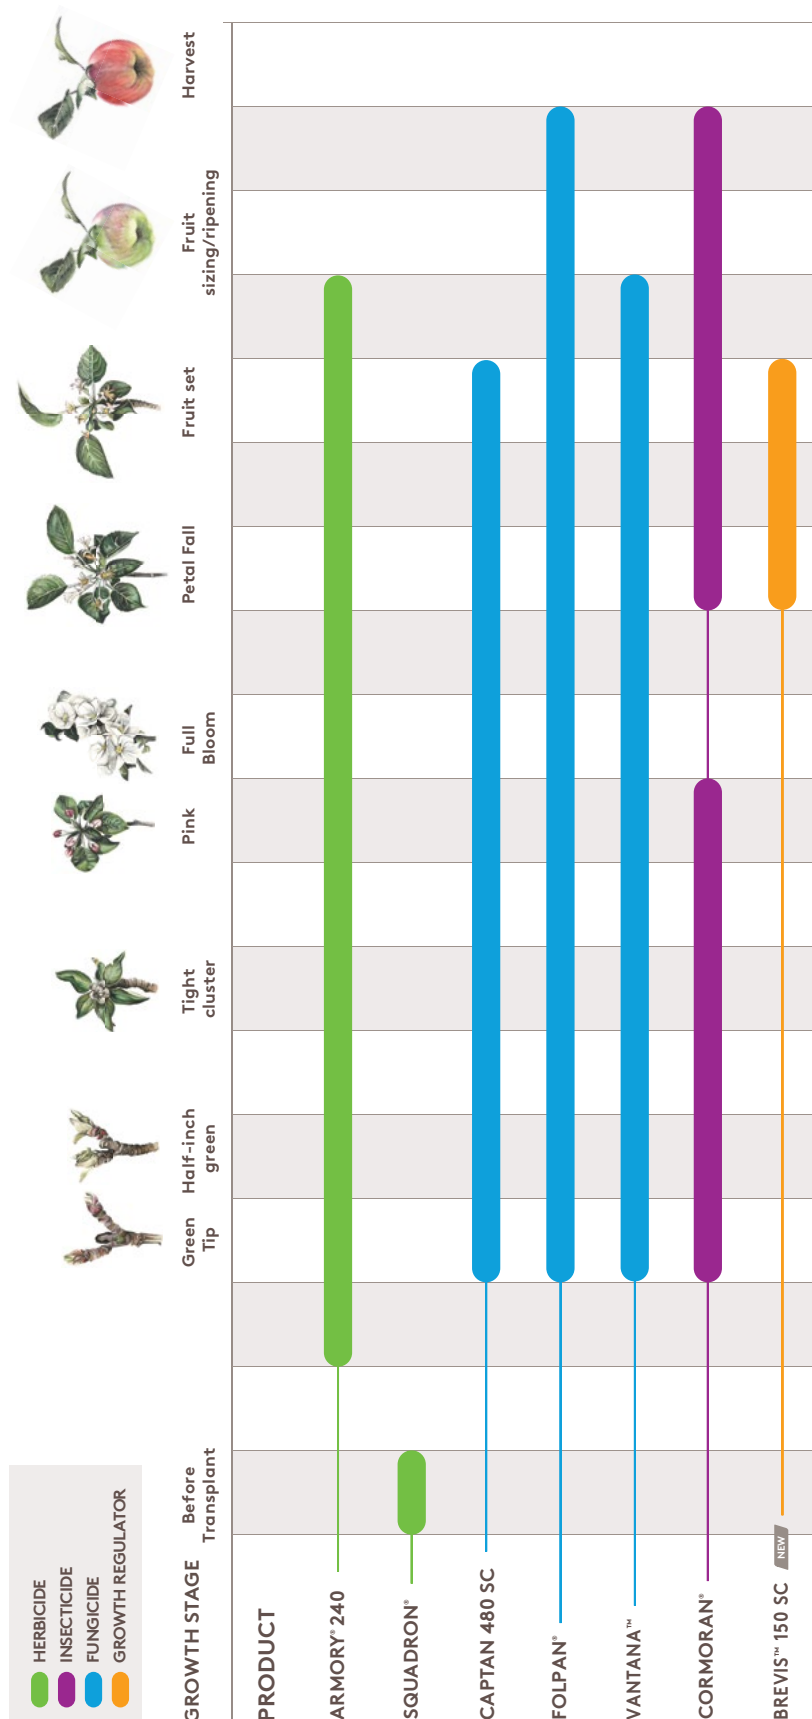 HERBICIDE
INSECTICIDE
FUNGICIDE
GROWTH REGULATOR
GROWTH STAGE
Before
Transplant
Green
Tip
Half-inch
green
Tight
cluster
Pink
Full
Bloom
Petal Fall
Fruit set
Fruit
sizing/ripening
Harvest
PRODUCT
ARMORY® 240
SQUADRON®
CAPTAN 480 SC
FOLPAN®
VANTANA™
CORMORAN®
BREVIS™ 150 SC NEW